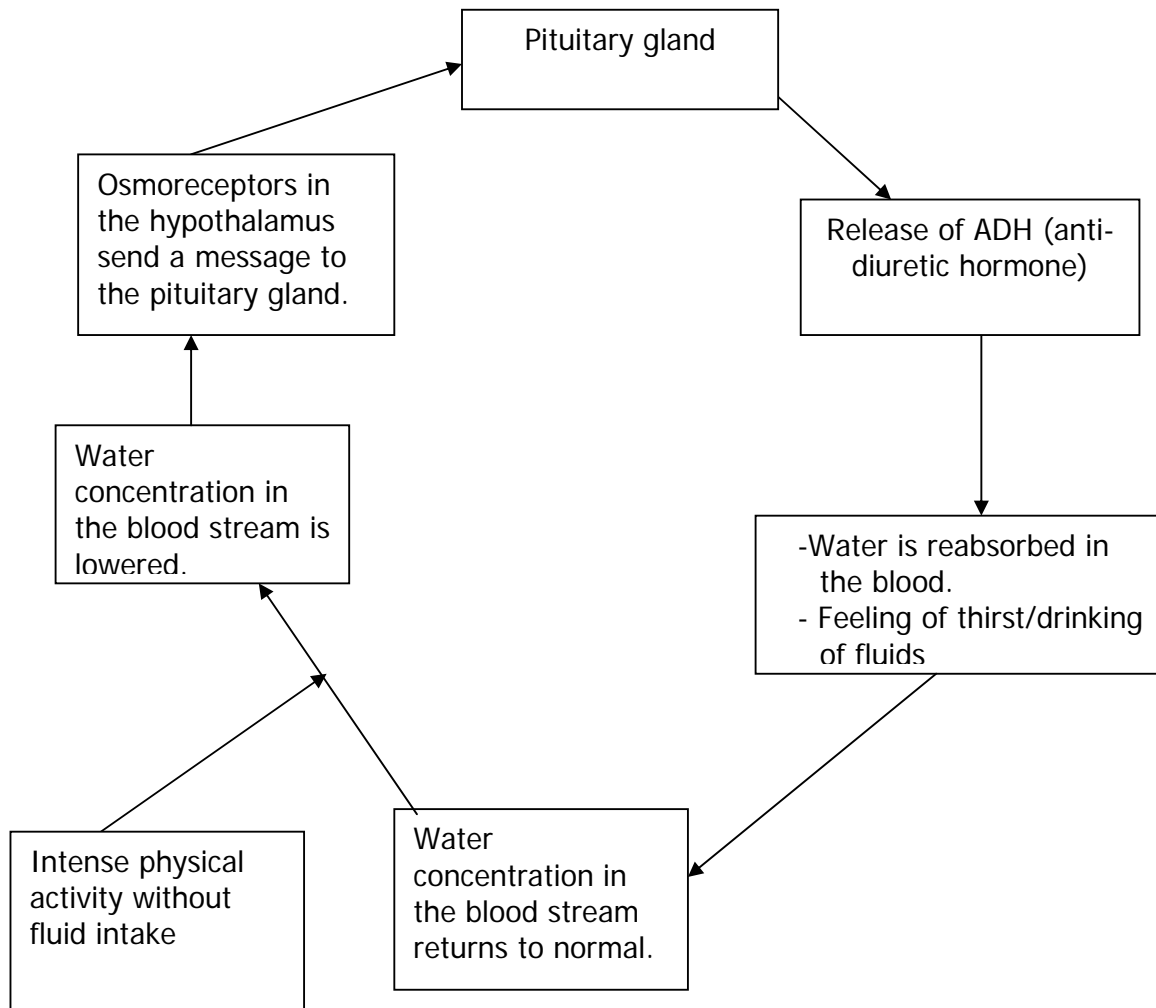 Pituitary gland
Osmoreceptors in
the hypothalamus
send a message to
the pituitary gland.
Release of ADH (anti-
diuretic hormone)
Water
concentration in
the blood stream is
lowered.
-Water is reabsorbed in
the blood.
- Feeling of thirst/drinking
of fluids
Intense physical
activity without
fluid intake
Water
concentration in
the blood stream
returns to normal.